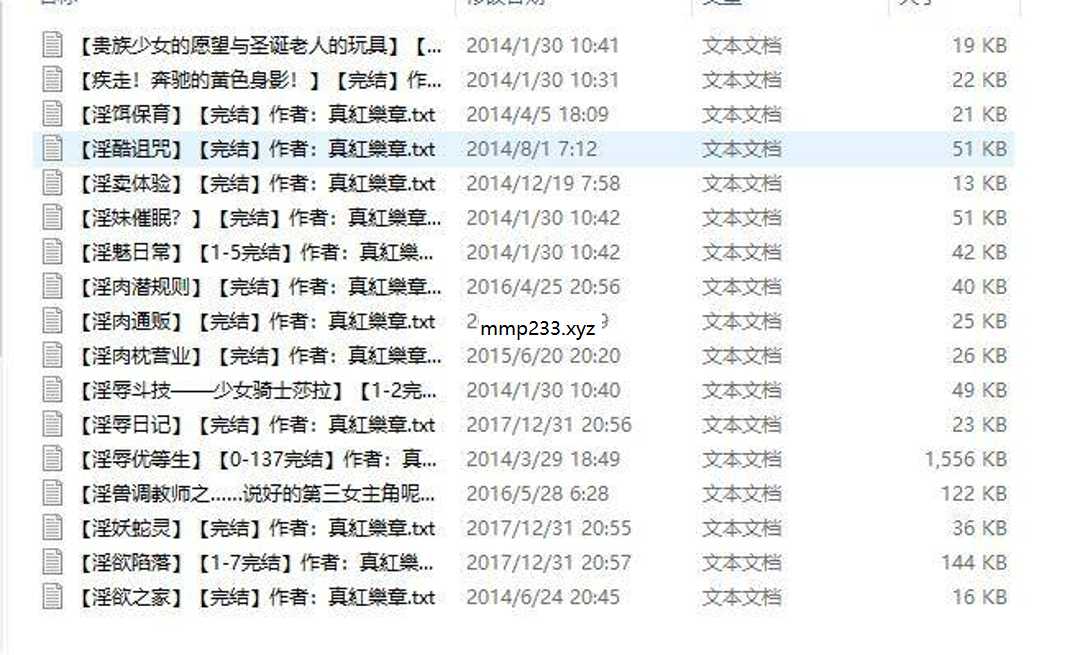 【贵族少女的愿望与圣诞老人的玩具】【... 2014/1/30 10:41 文本文档 19 KB
【疾走！奔驰的黄色身影！】【完结】作... 2014/1/30 10:31 文本文档 22 KB
【淫饵保育】【完结】作者：真紅樂章.txt 2014/4/5 18:09 文本文档 21 KB
【淫酷诅咒】【完结】作者：真紅樂章.txt 2014/8/1 7:12 文本文档 51 KB
【淫卖体验】【完结】作者：真紅樂章.txt 2014/12/19 7:58 文本文档 13 KB
【淫妹催眠？】【完结】作者：真紅樂章... 2014/1/30 10:42 文本文档 51 KB
【淫魅日常】【1-5完结】作者：真紅樂... 2014/1/30 10:42 文本文档 42 KB
【淫肉潜规则】【完结】作者：真紅樂章... 2016/4/25 20:56 文本文档 40 KB
【淫肉通贩】【完结】作者：真紅樂章.txt 2 mmp233.xyz 9 文本文档 25 KB
【淫肉枕营业】【完结】作者：真紅樂章... 2015/6/20 20:20 文本文档 26 KB
【淫辱斗技——少女骑士莎拉】【1-2完... 2014/1/30 10:40 文本文档 49 KB
【淫辱日记】【完结】作者：真紅樂章.txt 2017/12/31 20:56 文本文档 23 KB
【淫辱优等生】【0-137完结】作者：真... 2014/3/29 18:49 文本文档 1,556 KB
【淫兽调教师之......说好的第三女主角呢... 2016/5/28 6:28 文本文档 122 KB
【淫妖蛇灵】【完结】作者：真紅樂章.txt 2017/12/31 20:55 文本文档 36 KB
【淫欲陷落】【1-7完结】作者：真紅樂... 2017/12/31 20:57 文本文档 144 KB
【淫欲之家】【完结】作者：真紅樂章.txt 2014/6/24 20:45 文本文档 16 KB